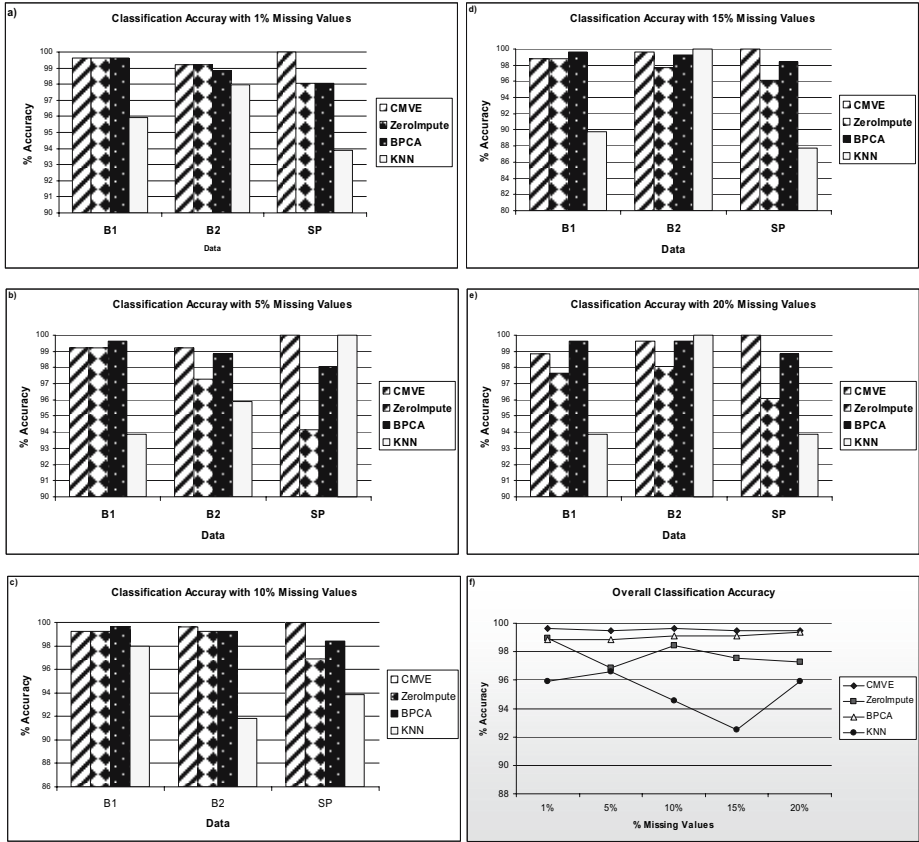 a)
Classification Accuray with 1% Missing Values
% Accuracy
100
99
98
97
96
95
94
93
92
91
90
B1
B2
SP
Data
CMVE
ZeroImpute
BPCA
KNN
d)
Classification Accuray with 15% Missing Values
% Accuracy
100
98
96
94
92
90
88
86
84
82
80
B1
B2
SP
Data
CMVE
ZeroImpute
BPCA
KNN
b)
Classification Accuray with 5% Missing Values
% Accuracy
100
99
98
97
96
95
94
93
92
91
90
B1
B2
SP
Data
CMVE
ZeroImpute
BPCA
KNN
e)
Classification Accuray with 20% Missing Values
% Accuracy
100
99
98
97
96
95
94
93
92
91
90
B1
B2
SP
Data
CMVE
ZeroImpute
BPCA
KNN
c)
Classification Accuray with 10% Missing Values
% Accuracy
100
98
96
94
92
90
88
86
B1
B2
SP
Data
CMVE
ZeroImpute
BPCA
KNN
f)
Overall Classification Accuracy
% Accuracy
100
98
96
94
92
90
88
1%
5%
10%
15%
20%
% Missing Values
CMVE
ZeroImpute
BPCA
KNN